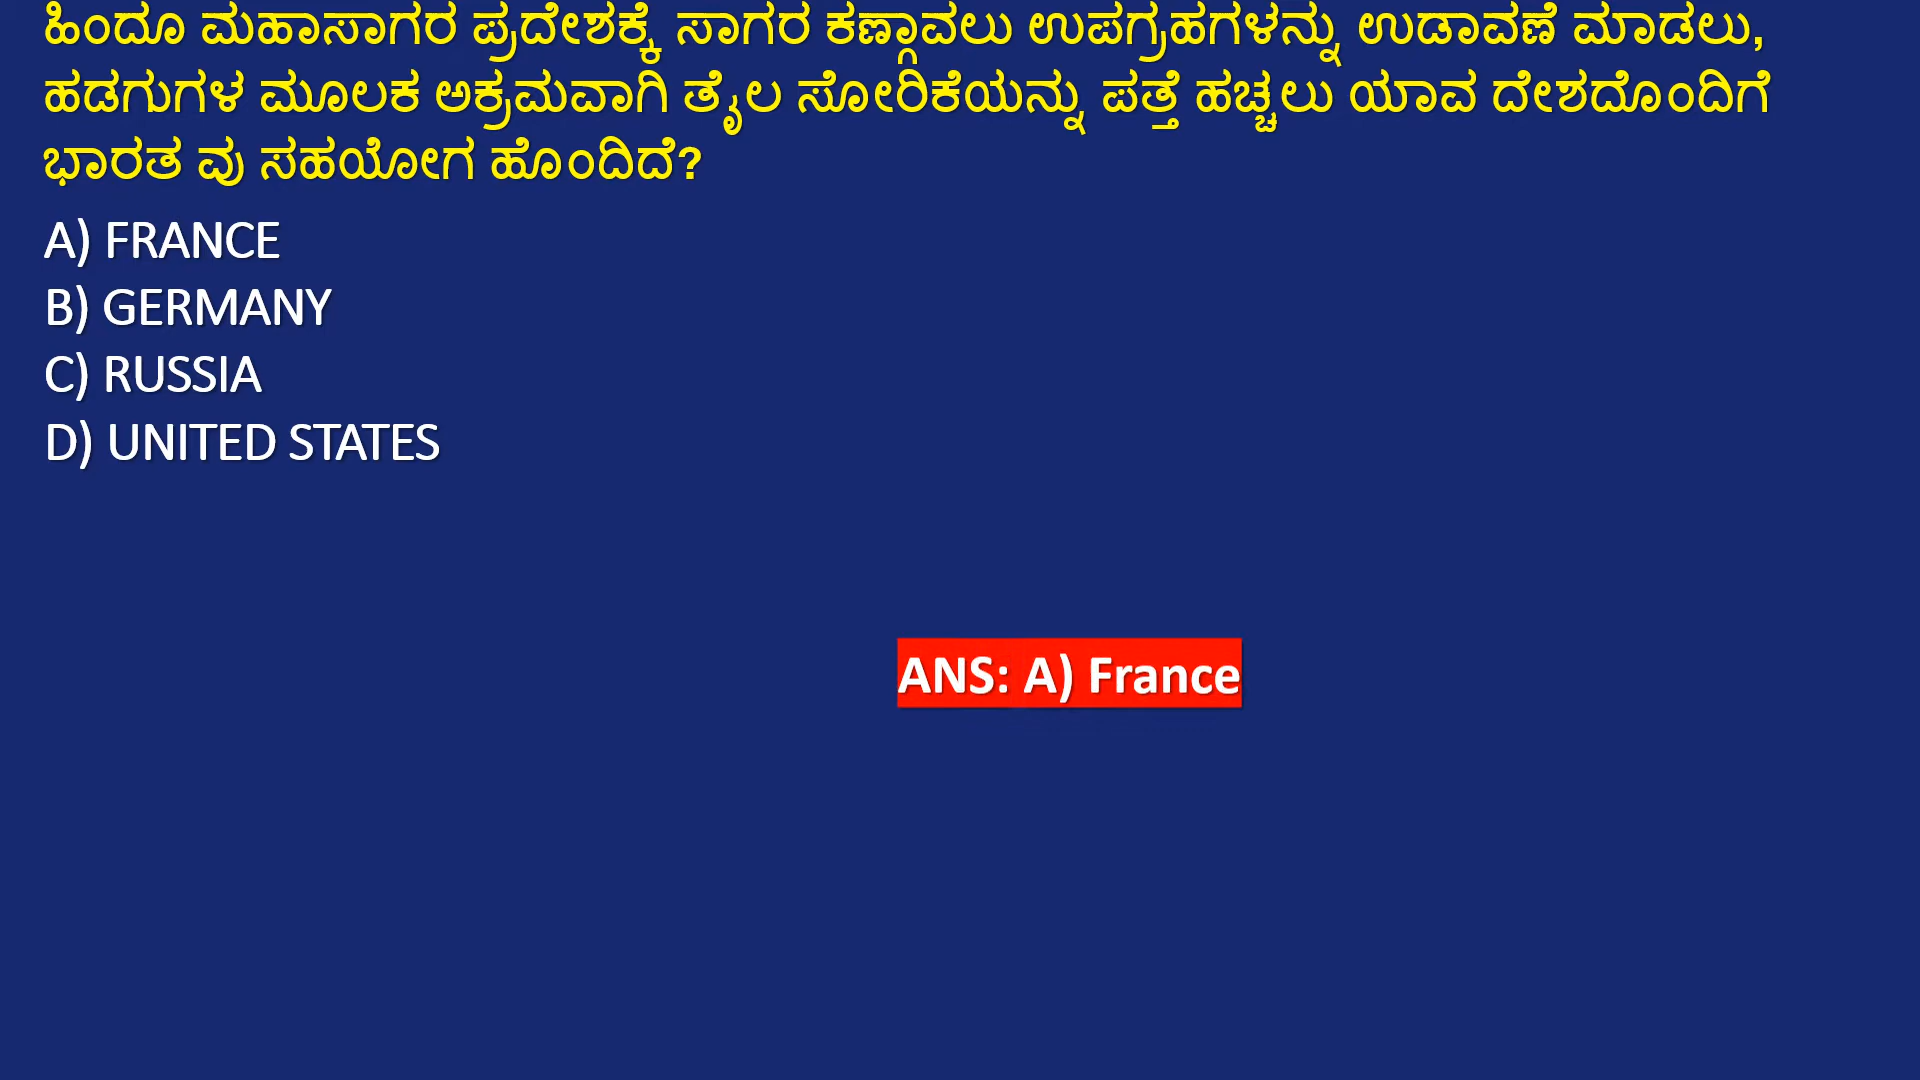 ಹಿಂದೂ ಮಹಾಸಾಗರ ಪ್ರದೇಶಕ್ಕೆ ಸಾಗರ ಕಣ್ಗಾವಲು ಉಪಗ್ರಹಗಳನ್ನು ಉಡಾವಣೆ ಮಾಡಲು,
ಹಡಗುಗಳ ಮೂಲಕ ಅಕ್ರಮವಾಗಿ ತೈಲ ಸೋರಿಕೆಯನ್ನು ಪತ್ತೆ ಹಚ್ಚಲು ಯಾವ ದೇಶದೊಂದಿಗೆ
ಭಾರತ ವು ಸಹಯೋಗ ಹೊಂದಿದೆ?
A) FRANCE
B) GERMANY
C) RUSSIA
D) UNITED STATES
ANS: A) France